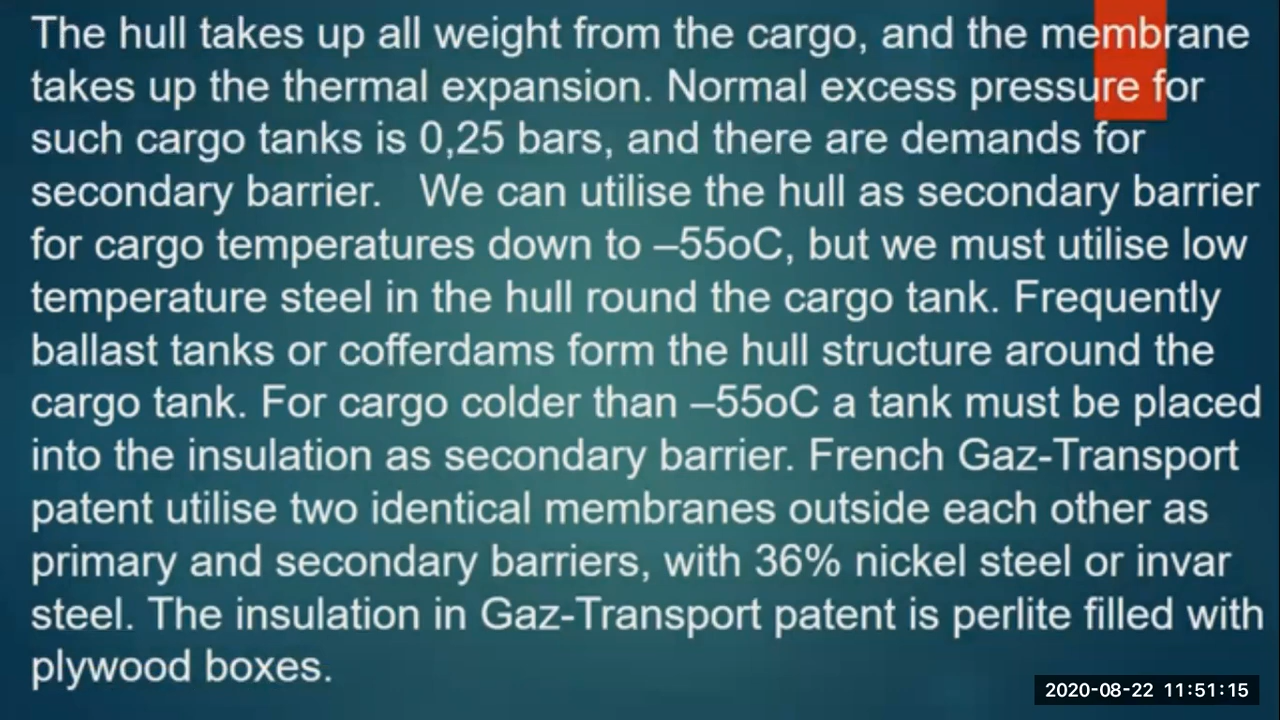 The hull takes up all weight from the cargo, and the membrane
takes up the thermal expansion. Normal excess pressure for
such cargo tanks is 0,25 bars, and there are demands for
secondary barrier.   We can utilise the hull as secondary barrier
for cargo temperatures down to –55oC, but we must utilise low
temperature steel in the hull round the cargo tank. Frequently
ballast tanks or cofferdams form the hull structure around the
cargo tank. For cargo colder than –55oC a tank must be placed
into the insulation as secondary barrier. French Gaz-Transport
patent utilise two identical membranes outside each other as
primary and secondary barriers, with 36% nickel steel or invar
steel. The insulation in Gaz-Transport patent is perlite filled with
plywood boxes.
2020-08-22 11:51:15